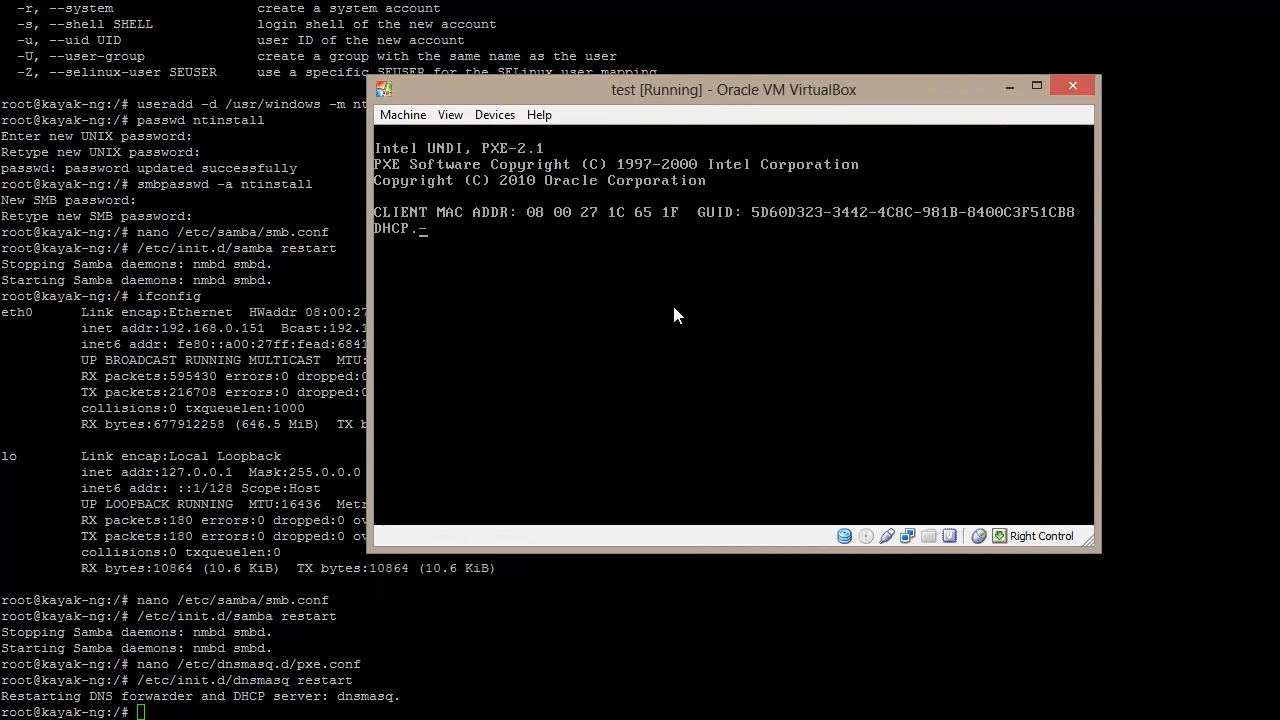 -r, --system                  create a system account
-s, --shell SHELL             login shell of the new account
-u, --uid UID                 user ID of the new account
-U, --user-group              create a group with the same name as the user
-Z, --selinux-user SEUSER     use a specific SEUSER for the SELinux user mapping
root@kayak-ng:/# useradd -d /usr/windows -m nt
root@kayak-ng:/# passwd ntinstall
Enter new UNIX password:
Retype new UNIX password:
passwd: password updated successfully
root@kayak-ng:/# smbpasswd -a ntinstall
New SMB password:
Retype new SMB password:
root@kayak-ng:/# nano /etc/samba/smb.conf
root@kayak-ng:/# /etc/init.d/samba restart
Stopping Samba daemons: nmbd smbd.
Starting Samba daemons: nmbd smbd.
root@kayak-ng:/# ifconfig
eth0      Link encap:Ethernet  HWaddr 08:00:27
inet addr:192.168.0.151  Bcast:192.1
inet6 addr: fe80::a00:27ff:fead:6841
UP BROADCAST RUNNING MULTICAST  MTU:
RX packets:595430 errors:0 dropped:0
TX packets:216708 errors:0 dropped:0
collisions:0 txqueuelen:1000
RX bytes:677912258 (646.5 MiB)  TX b
lo        Link encap:Local Loopback
inet addr:127.0.0.1  Mask:255.0.0.0
inet6 addr: ::1/128 Scope:Host
UP LOOPBACK RUNNING  MTU:16436  Metr
RX packets:180 errors:0 dropped:0 ov
TX packets:180 errors:0 dropped:0 ov
collisions:0 txqueuelen:0
RX bytes:10864 (10.6 KiB)  TX bytes:10864 (10.6 KiB)
root@kayak-ng:/# nano /etc/samba/smb.conf
root@kayak-ng:/# /etc/init.d/samba restart
Stopping Samba daemons: nmbd smbd.
Starting Samba daemons: nmbd smbd.
root@kayak-ng:/# nano /etc/dnsmasq.d/pxe.conf
root@kayak-ng:/# /etc/init.d/dnsmasq restart
Restarting DNS forwarder and DHCP server: dnsmasq.
root@kayak-ng:/#
test [Running] - Oracle VM VirtualBox
Machine View Devices Help
Intel UNDI, PXE-2.1
PXE Software Copyright (C) 1997-2000 Intel Corporation
Copyright (C) 2010 Oracle Corporation
CLIENT MAC ADDR: 08 00 27 1C 65 1F  GUID: 5D60D323-3442-4C8C-981B-8400C3F51CB8
DHCP.-
Right Control